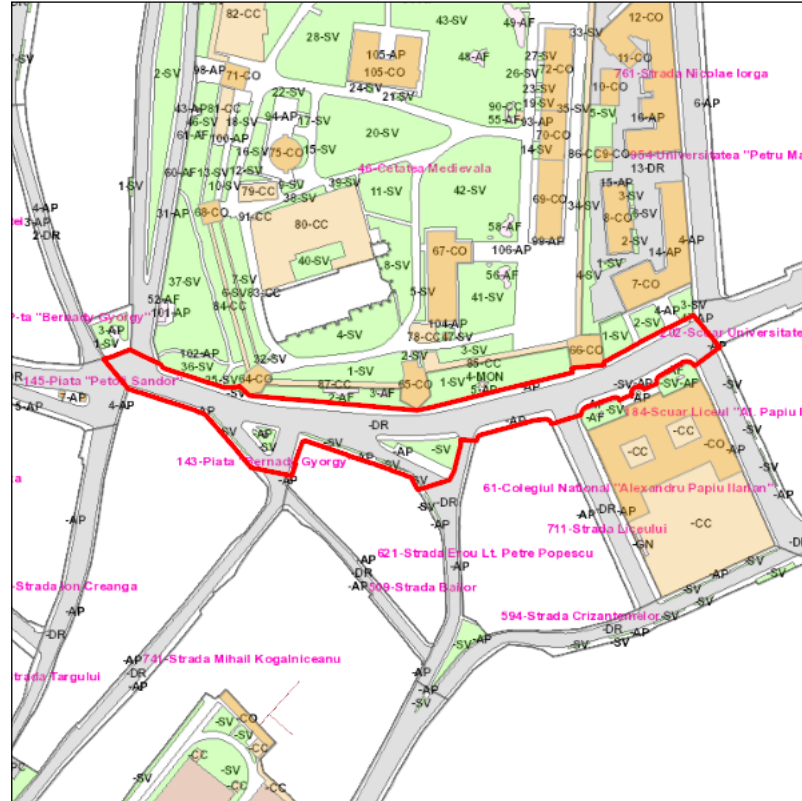 82-CC
43-SV
49-AF
33-SV
12-CO
28-SV
105-AP
48-AF
27-SV
11-CO
2-SV
98-AP
71-CO
105-CO
26-SV
72-CO
761-Strada Nicolae Iorga
24-SV
21-SV
22-SV
23-SV
10-CO
43-AP
81-CC
90-CC
19-SV
35-SV
6-AP
46-SV
18-SV
94-AP
17-SV
55-AF
93-AP
5-SV
16-AP
61-AF
100-AP
20-SV
70-CO
16-SV
75-CO
15-SV
14-SV
86-CC
9-CO
954-Universitatea "Petru Ma
60-AF
13-SV
12-SV
46-Cetatea Medievala
13-DR
1-SV
10-SV
9-SV
39-SV
15-AP
79-CC
38-SV
11-SV
42-SV
69-CO
3-SV
4-AP
31-AP
68-CO
91-CC
34-SV
8-CO
6-SV
3-AP
80-CC
58-AF
2-DR
67-CO
98-AP
2-SV
4-AP
106-AP
14-AP
40-SV
8-SV
1-SV
37-SV
7-SV
56-AF
4-SV
7-CO
6-SV
83-CC
5-SV
41-SV
52-AF
84-CC
101-AP
104-AP
3-SV
P-ta "Bernady Gyorgy"
4-SV
78-CC
47-SV
2-SV
4-AP
3-AP
1-SV
202-Scuar Universitate
1-SV
102-AP
32-SV
2-SV
3-SV
66-CO
-AP
36-SV
85-CC
145-Piata "Petofi Sandor"
25-SV
64-CO
1-SV
65-CO
4-MON
87-CC
1-SV
5-AP
-AP
-SV
-AP
-AF
7-AP
-SV
2-AF
3-AF
-SV-AF
5-AP
4-AP
-AP
-AP
-AP
-SV
184-Scuar Liceul "Al. Papiu I
-DR
-AF
-AP
-CC
-SV
-SV
-AP
-SV
-CC
-CO
143-Piata "Bernady Gyorgy
-AP
61-Colegiul National "Alexandru Papiu Ilarian"
-SV
-DR
-SV
-AP
-DR
-AP
-AP
711-Strada Liceului
-CC
-GN
-AP
621-Strada Erou Lt. Petre Popescu
-DR
-AP
-AP
509-Strada Bailor
-AP
-Strada Ion Creanga
-SV
-AP
594-Strada Crizantemelor
-SV
-DR
-DR
-AP
-SV
-AP
-SV
741-Strada Mihail Kogalniceanu
-AP
-DR
trada Targului
-AP
-AP
-SV
-SV
-CO
-CC
-CC
-SV
-CC